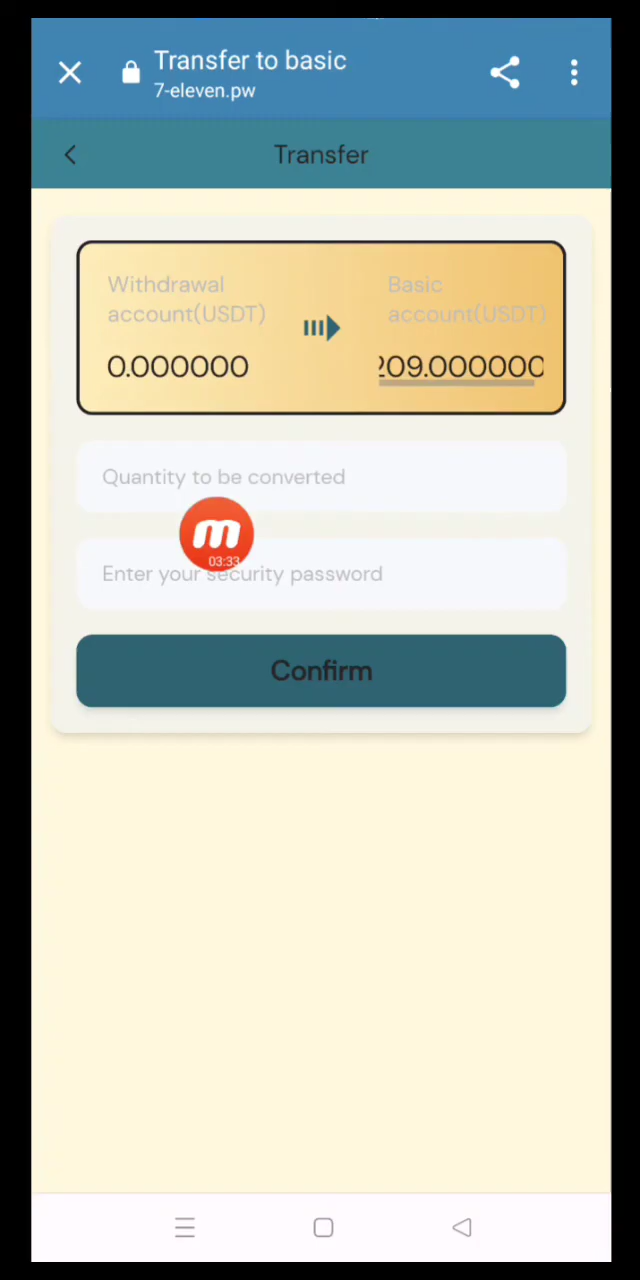 Transfer to basic
7-eleven.pw
Transfer
Withdrawal
account(USDT)
0.000000
Basic
account(USDT)
209.000000
Quantity to be converted
m
03:33
Enter your security password
Confirm